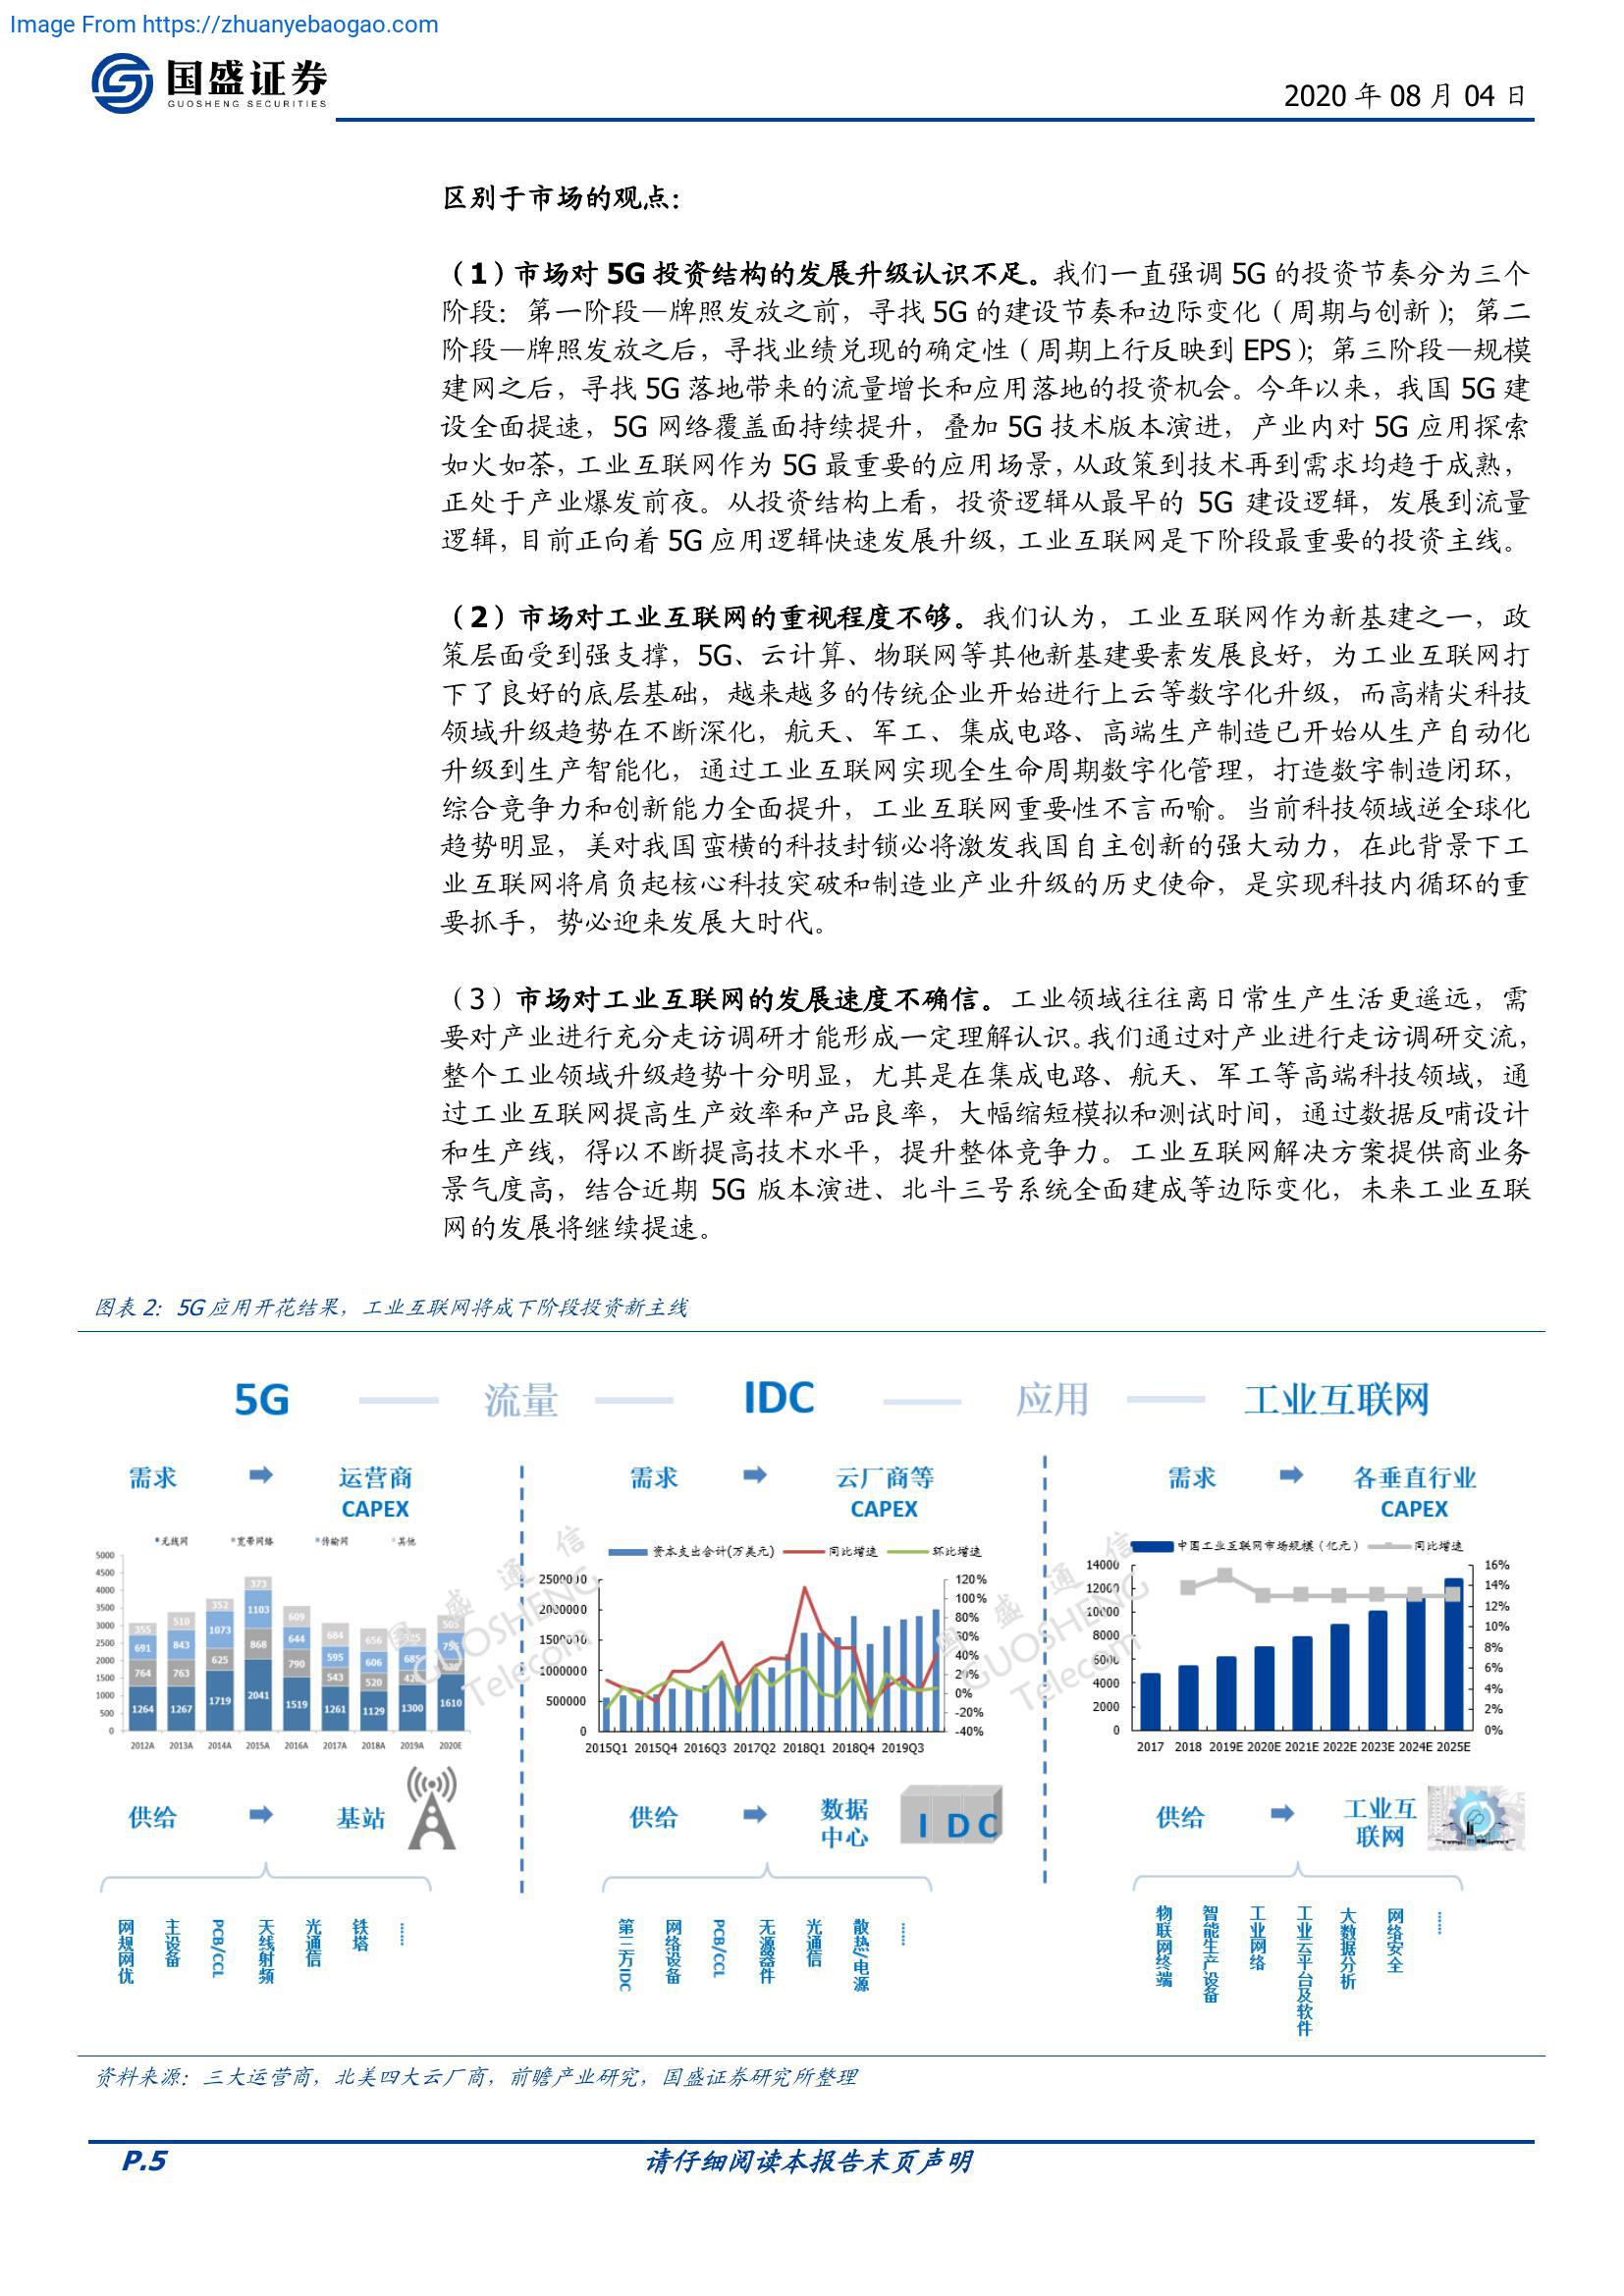 Image From https://zhuanyebaogao.com
国盛证券
GUOSHENG SECURITIES
2020 年 08 月 04 日
区别于市场的观点：
（1）市场对 5G 投资结构的发展升级认识不足。我们一直强调 5G 的投资节奏分为三个
阶段：第一阶段—牌照发放之前，寻找 5G 的建设节奏和边际变化（周期与创新）；第二
阶段—牌照发放之后，寻找业绩兑现的确定性（周期上行反映到 EPS）；第三阶段—规模
建网之后，寻找 5G 落地带来的流量增长和应用落地的投资机会。今年以来，我国 5G 建
设全面提速，5G 网络覆盖面持续提升，叠加 5G 技术版本演进，产业内对 5G 应用探索
如火如荼，工业互联网作为 5G 最重要的应用场景，从政策到技术再到需求均趋于成熟，
正处于产业爆发前夜。从投资结构上看，投资逻辑从最早的 5G 建设逻辑，发展到流量
逻辑，目前正向着 5G 应用逻辑快速发展升级，工业互联网是下阶段最重要的投资主线。
（2）市场对工业互联网的重视程度不够。我们认为，工业互联网作为新基建之一，政
策层面受到强支撑，5G、云计算、物联网等其他新基建要素发展良好，为工业互联网打
下了良好的底层基础，越来越多的传统企业开始进行上云等数字化升级，而高精尖科技
领域升级趋势在不断深化，航天、军工、集成电路、高端生产制造已开始从生产自动化
升级到生产智能化，通过工业互联网实现全生命周期数字化管理，打造数字制造闭环，
综合竞争力和创新能力全面提升，工业互联网重要性不言而喻。当前科技领域逆全球化
趋势明显，美对我国蛮横的科技封锁必将激发我国自主创新的强大动力，在此背景下工
业互联网将肩负起核心科技突破和制造业产业升级的历史使命，是实现科技内循环的重
要抓手，势必迎来发展大时代。
（3）市场对工业互联网的发展速度不确信。工业领域往往离日常生产生活更遥远，需
要对产业进行充分走访调研才能形成一定理解认识。我们通过对产业进行走访调研交流，
整个工业领域升级趋势十分明显，尤其是在集成电路、航天、军工等高端科技领域，通
过工业互联网提高生产效率和产品良率，大幅缩短模拟和测试时间，通过数据反哺设计
和生产线，得以不断提高技术水平，提升整体竞争力。工业互联网解决方案提供商业务
景气度高，结合近期 5G 版本演进、北斗三号系统全面建成等边际变化，未来工业互联
网的发展将继续提速。
图表 2：5G 应用开花结果，工业互联网将成下阶段投资新主线
5G 流量 IDC 应用 工业互联网
需求 运营商
CAPEX
无线网 宽带网络 传输网 其他
5000
4500
4000
3500
3000
2500
2000
1500
1000
500
0
355 510 352 373 609 684 656
691 843 1073 1103 644 595 606 685
764 763 625 868 790 543 520
1264 1267 1719 2041 1519 1261 1129 1300 1610
2012A 2013A 2014A 2015A 2016A 2017A 2018A 2019A 2020E
供给 基站
网规网优
主设备
PCB/CCL
天线射频
光通信
铁塔
……
需求 云厂商等
CAPEX
资本支出合计(万美元) 同比增速 环比增速
2500000
2000000
1500000
1000000
500000
0
120%
100%
80%
60%
40%
20%
0%
-20%
-40%
2015Q1 2015Q4 2016Q3 2017Q2 2018Q1 2018Q4 2019Q3
供给 数据
中心
IDC
第三方IDC
网络设备
PCB/CCL
无源器件
光通信
散热/电源
……
需求 各垂直行业
CAPEX
中国工业互联网市场规模（亿元） 同比增速
14000
12000
10000
8000
6000
4000
2000
0
16%
14%
12%
10%
8%
6%
4%
2%
0%
2017 2018 2019E 2020E 2021E 2022E 2023E 2024E 2025E
供给 工业互
联网
物联网终端
智能生产设备
工业网络
工业云平台及软件
大数据分析
网络安全
……
国盛通信
GUOSHENG
Telecom
国盛通信
GUOSHENG
Telecom
资料来源：三大运营商，北美四大云厂商，前瞻产业研究，国盛证券研究所整理
P.5
请仔细阅读本报告末页声明